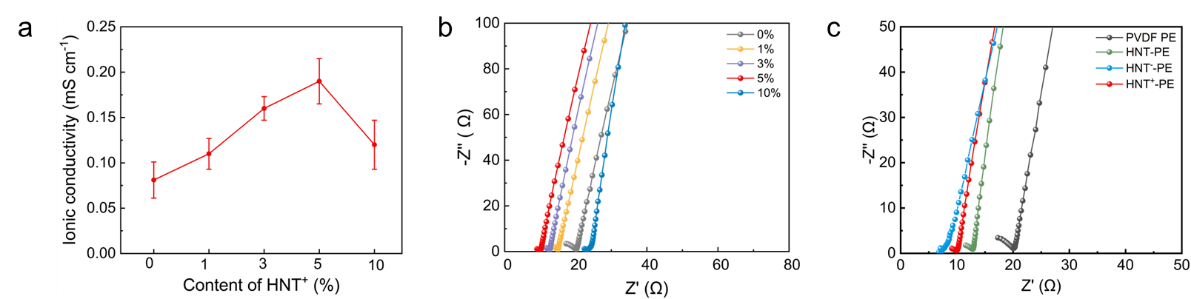 a
Ionic conductivity (mS cm⁻¹)
0.25
0.20
0.15
0.10
0.05
0.00
0 1 3 5 10
Content of HNT⁺ (%)
b
-Z" ( Ω)
100
80
60
40
20
0
0%
1%
3%
5%
10%
0 20 40 60 80
Z' (Ω)
c
-Z" (Ω)
50
40
30
20
10
0
PVDF PE
HNT-PE
HNT⁻-PE
HNT⁺-PE
0 10 20 30 40 50
Z' (Ω)